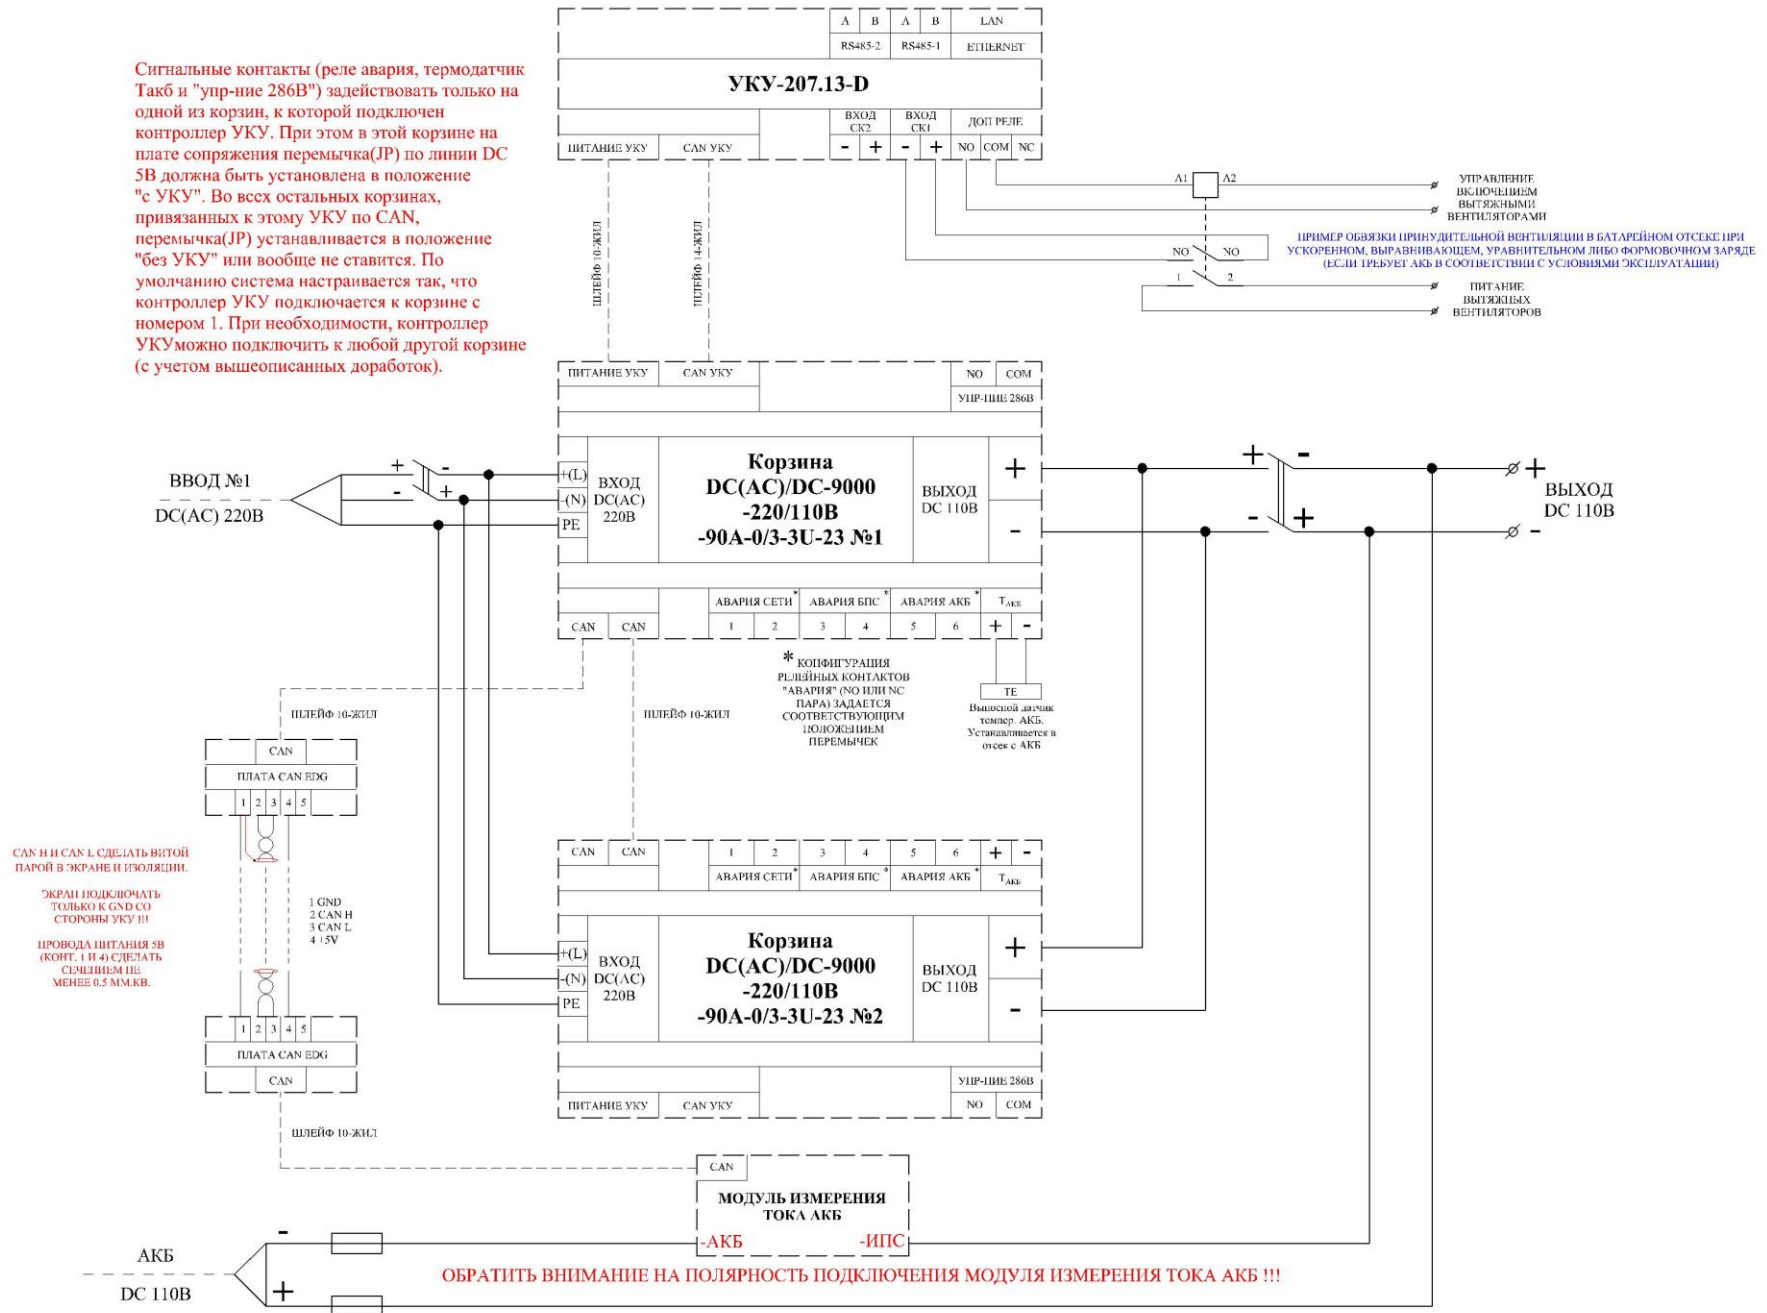 A B A B LAN
RS485-2 RS485-1 ETHERNET
УКУ-207.13-D
ВХОД СК2 ВХОД СК1 ДОП РЕЛЕ
ПИТАНИЕ УКУ CAN УКУ - + - + NO COM NC
Сигнальные контакты (реле авария, термодатчик
Такб и "упр-ние 286В") задействовать только на
одной из корзин, к которой подключен
контроллер УКУ. При этом в этой корзине на
плате сопряжения перемычка(JP) по линии DC
5В должна быть установлена в положение
"с УКУ". Во всех остальных корзинах,
привязанных к этому УКУ по CAN,
перемычка(JP) устанавливается в положение
"без УКУ" или вообще не ставится. По
умолчанию система настраивается так, что
контроллер УКУ подключается к корзине с
номером 1. При необходимости, контроллер
УКУможно подключить к любой другой корзине
(с учетом вышеописанных доработок).
ШЛЕЙФ 10-ЖИЛ
ШЛЕЙФ 14-ЖИЛ
A1 A2
УПРАВЛЕНИЕ
ВКЛЮЧЕНИЕМ
ВЫТЯЖНЫМИ
ВЕНТИЛЯТОРАМИ
ПРИМЕР ОБВЯЗКИ ПРИНУДИТЕЛЬНОЙ ВЕНТИЛЯЦИИ В БАТАРЕЙНОМ ОТСЕКЕ ПРИ
УСКОРЕННОМ, ВЫРАВНИВАЮЩЕМ, УРАВНИТЕЛЬНОМ ЛИБО ФОРМОВОЧНОМ ЗАРЯДЕ
(ЕСЛИ ТРЕБУЕТ АКБ В СООТВЕТСТВИИ С УСЛОВИЯМИ ЭКСПЛУАТАЦИИ)
NO NO
1 2
ПИТАНИЕ
ВЫТЯЖНЫХ
ВЕНТИЛЯТОРОВ
ПИТАНИЕ УКУ CAN УКУ NO COM
УПР-НИЕ 286В
ВВОД №1
DC(AC) 220В
+ -
- +
+(L)
-(N)
PE
ВХОД
DC(AC)
220В
Корзина
DC(AC)/DC-9000
-220/110В
-90А-0/3-3U-23 №1
ВЫХОД
DC 110В
+
-
+ -
- +
+
ВЫХОД
DC 110В
-
АВАРИЯ СЕТИ* АВАРИЯ БПС* АВАРИЯ АКБ* TАКБ
CAN CAN 1 2 3 4 5 6 + -
* КОНФИГУРАЦИЯ
РЕЛЕЙНЫХ КОНТАКТОВ
"АВАРИЯ" (NO ИЛИ NC
ПАРА) ЗАДАЕТСЯ
СООТВЕТСТВУЮЩИМ
ПОЛОЖЕНИЕМ
ПЕРЕМЫЧЕК
TE
Выносной датчик
темпер. АКБ.
Устанавливается в
отсек с АКБ
ШЛЕЙФ 10-ЖИЛ
ШЛЕЙФ 10-ЖИЛ
CAN
ПЛАТА CAN EDG
1 2 3 4 5
CAN H И CAN L СДЕЛАТЬ ВИТОЙ
ПАРОЙ В ЭКРАНЕ И ИЗОЛЯЦИИ.
ЭКРАН ПОДКЛЮЧАТЬ
ТОЛЬКО К GND СО
СТОРОНЫ УКУ !!!
ПРОВОДА ПИТАНИЯ 5В
(КОНТ. 1 И 4) СДЕЛАТЬ
СЕЧЕНИЕМ НЕ
МЕНЕЕ 0.5 ММ.КВ.
1 GND
2 CAN H
3 CAN L
4 +5V
1 2 3 4 5
ПЛАТА CAN EDG
CAN
ШЛЕЙФ 10-ЖИЛ
CAN CAN 1 2 3 4 5 6 + -
АВАРИЯ СЕТИ* АВАРИЯ БПС* АВАРИЯ АКБ* TАКБ
+(L)
-(N)
PE
ВХОД
DC(AC)
220В
Корзина
DC(AC)/DC-9000
-220/110В
-90А-0/3-3U-23 №2
ВЫХОД
DC 110В
+
-
УПР-НИЕ 286В
ПИТАНИЕ УКУ CAN УКУ NO COM
CAN
МОДУЛЬ ИЗМЕРЕНИЯ
ТОКА АКБ
-АКБ -ИПС
АКБ
DC 110В
-
+
ОБРАТИТЬ ВНИМАНИЕ НА ПОЛЯРНОСТЬ ПОДКЛЮЧЕНИЯ МОДУЛЯ ИЗМЕРЕНИЯ ТОКА АКБ !!!